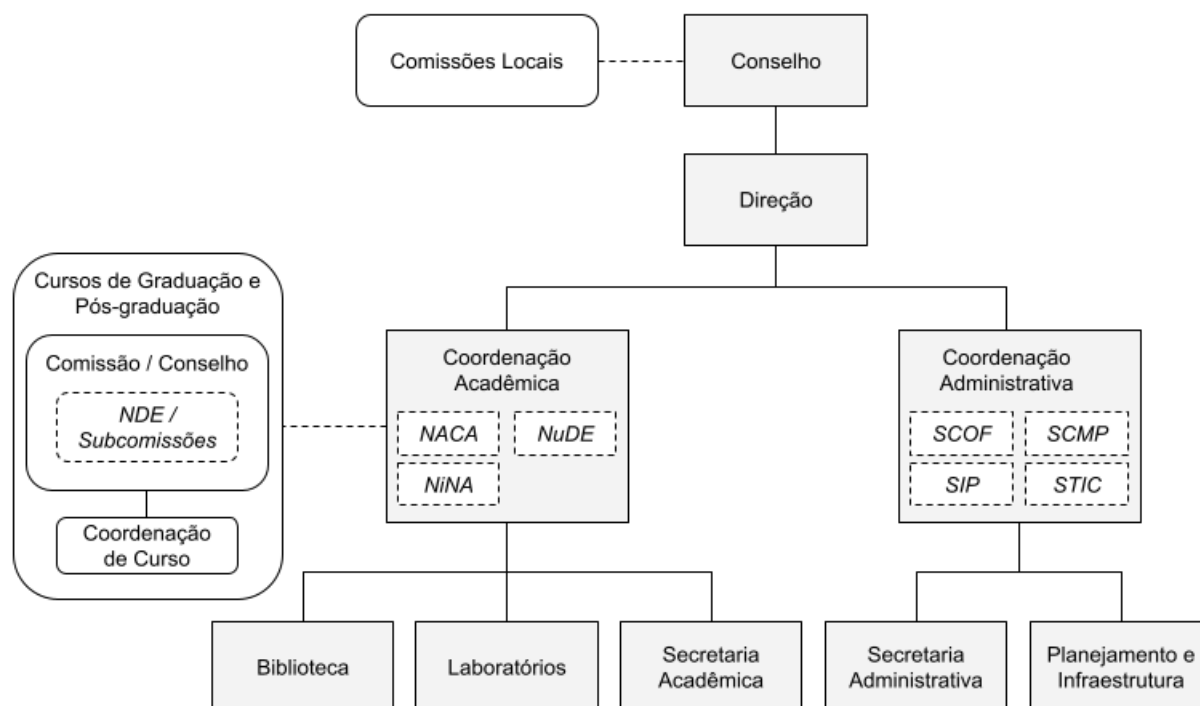 Comissões Locais
Conselho
Direção
Cursos de Graduação e
Pós-graduação
Comissão / Conselho
NDE /
Subcomissões
Coordenação
de Curso
Coordenação
Acadêmica
NACA
NuDE
NiNA
Coordenação
Administrativa
SCOF
SCMP
SIP
STIC
Biblioteca
Laboratórios
Secretaria
Acadêmica
Secretaria
Administrativa
Planejamento e
Infraestrutura